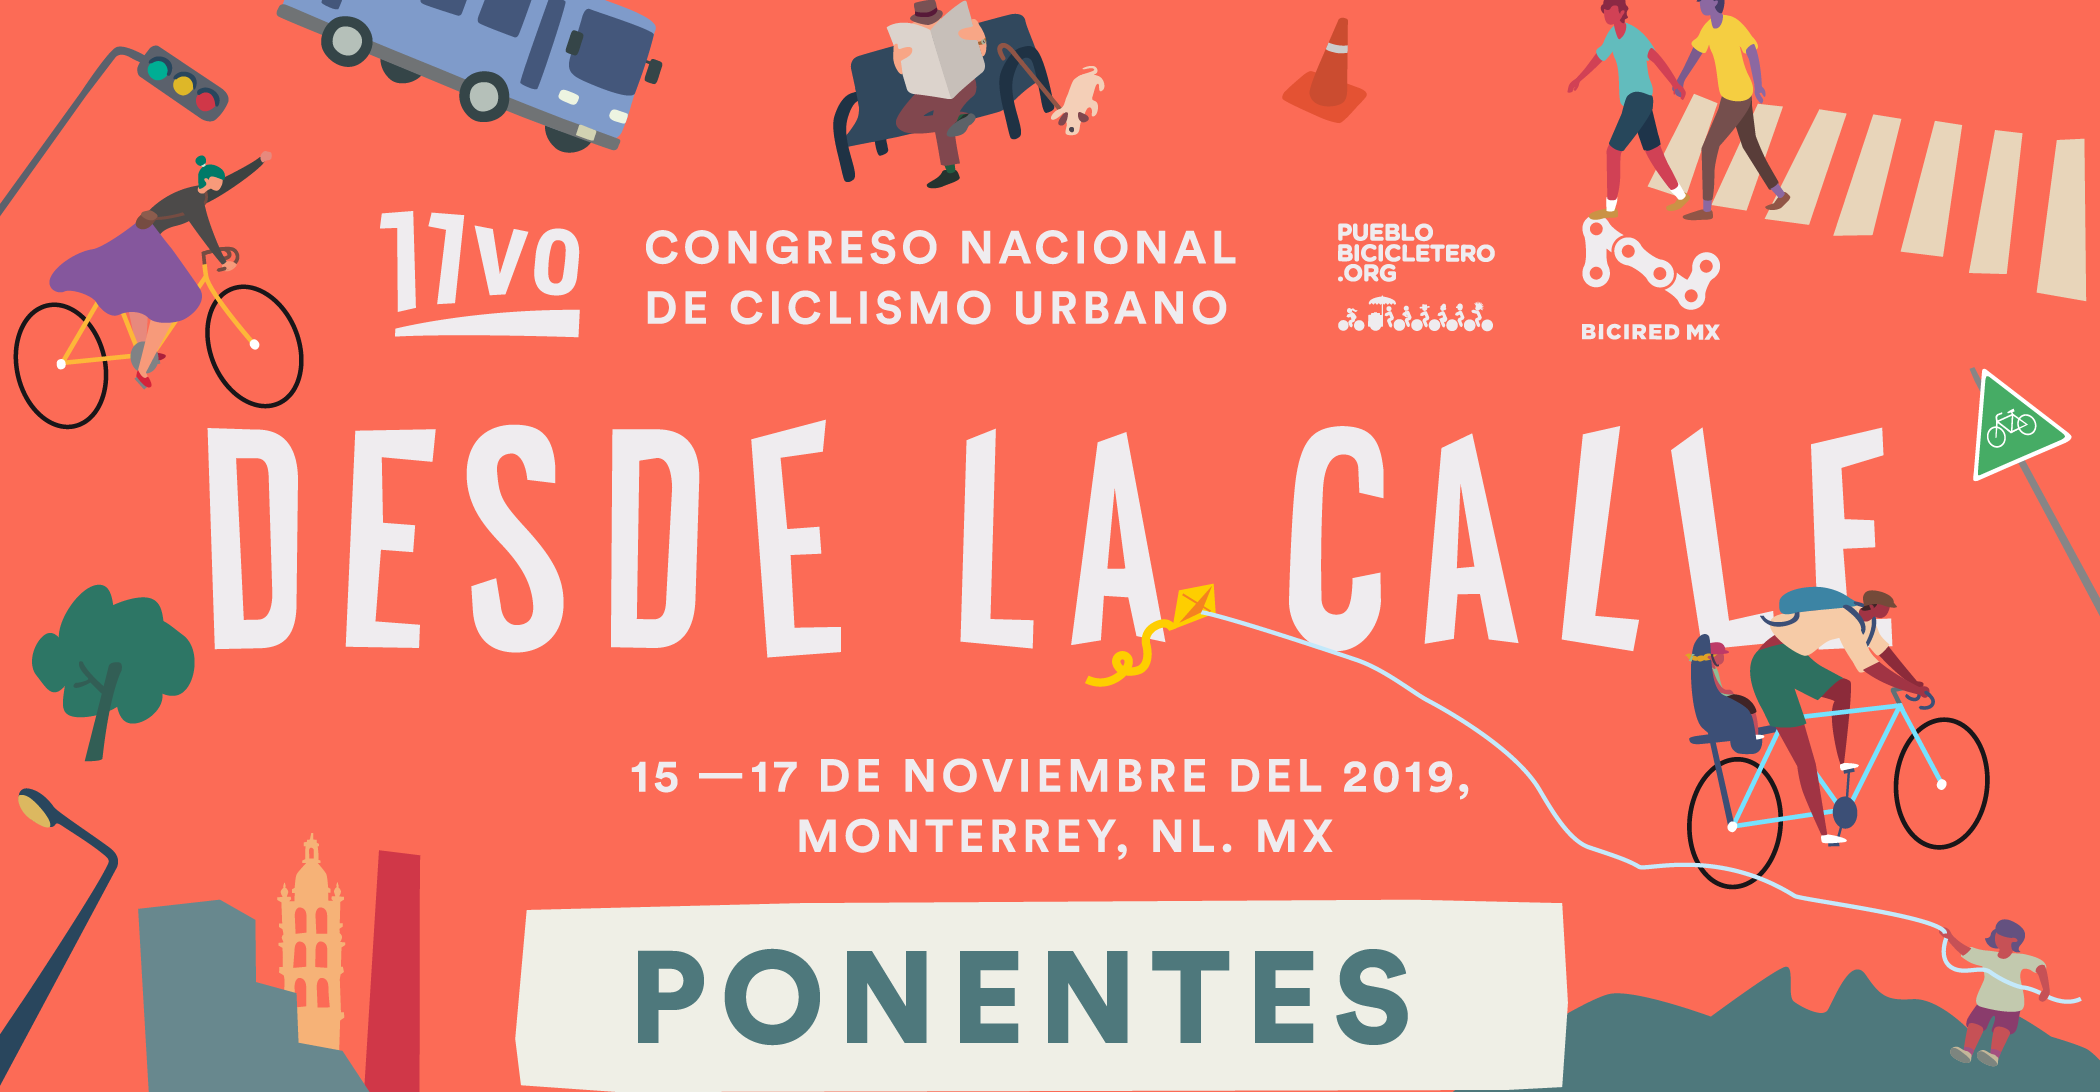 11vo
CONGRESO NACIONAL
DE CICLISMO URBANO
PUEBLO
BICICLETERO
.ORG
BICIRED MX
DESDE LA CALLE
15 —17 DE NOVIEMBRE DEL 2019,
MONTERREY, NL. MX
PONENTES